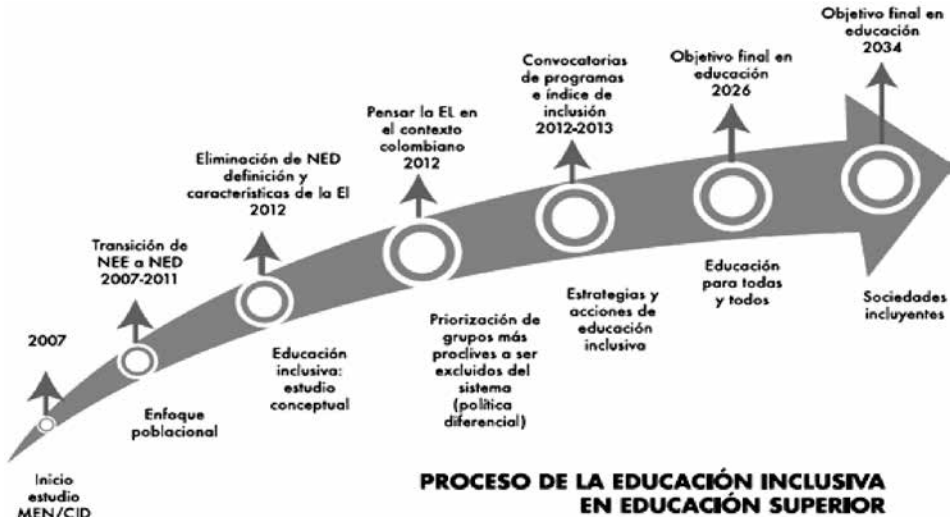 2007
Inicio
estudio
MEN/CID
Transición de
NEE a NED
2007-2011
Enfoque
poblacional
Eliminación de NED
definición y
características de la EI
2012
Educación
inclusiva:
estudio
conceptual
Pensar la EL en
el contexto
colombiano
2012
Priorización de
grupos más
proclives a ser
excluidos del
sistema
(política
diferencial)
Convocatorias
de programas
e índice de
inclusión
2012-2013
Estrategias y
acciones de
educación
inclusiva
Objetivo final en
educación
2026
Educación
para todas
y todos
Objetivo final en
educación
2034
Sociedades
incluyentes
PROCESO DE LA EDUCACIÓN INCLUSIVA
EN EDUCACIÓN SUPERIOR